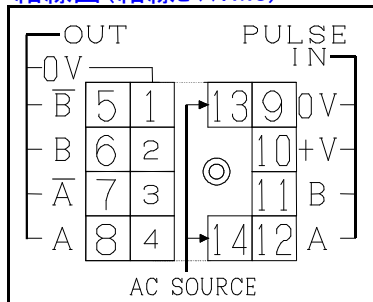 OUT PULSE
IN
0V
B 5 1 13 9 0V
B 6 2 10 +V
A 7 3 11 B
A 8 4 14 12 A
AC SOURCE